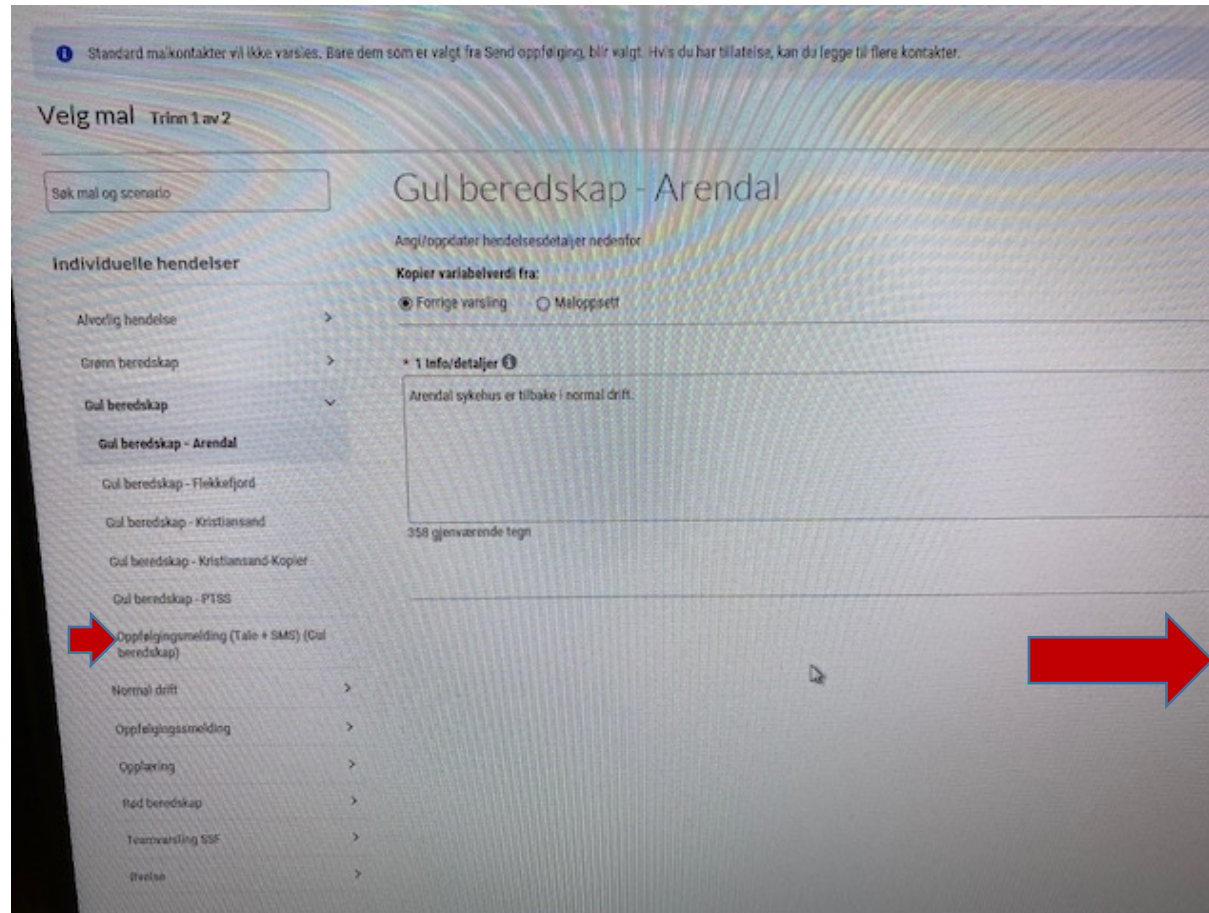 Standard malkontakter vil ikke varsles. Bare dem som er valgt fra Send oppfølging, blir valgt. Hvis du har tillatelse, kan du legge til flere kontakter.
Velg mal Trinn 1 av 2
Søk mal og scenario
Individuelle hendelser
Alvorlig hendelse
Grønn beredskap
Gul beredskap
Gul beredskap - Arendal
Gul beredskap - Flekkefjord
Gul beredskap - Kristiansand
Gul beredskap - Kristiansand-Kopier
Gul beredskap - PTSS
Oppfølgingsmelding (Tale + SMS) (Gul
beredskap)
Normal drift
Oppfølgingssmelding
Opplæring
Rød beredskap
Teamvarsling SSF
Øvelse
Gul beredskap - Arendal
Angi/oppdater hendelsesdetaljer nedenfor
Kopier variabelverdi fra:
Forrige varsling Maloppsett
* 1 Info/detaljer
Arendal sykehus er tilbake i normal drift.
358 gjenværende tegn